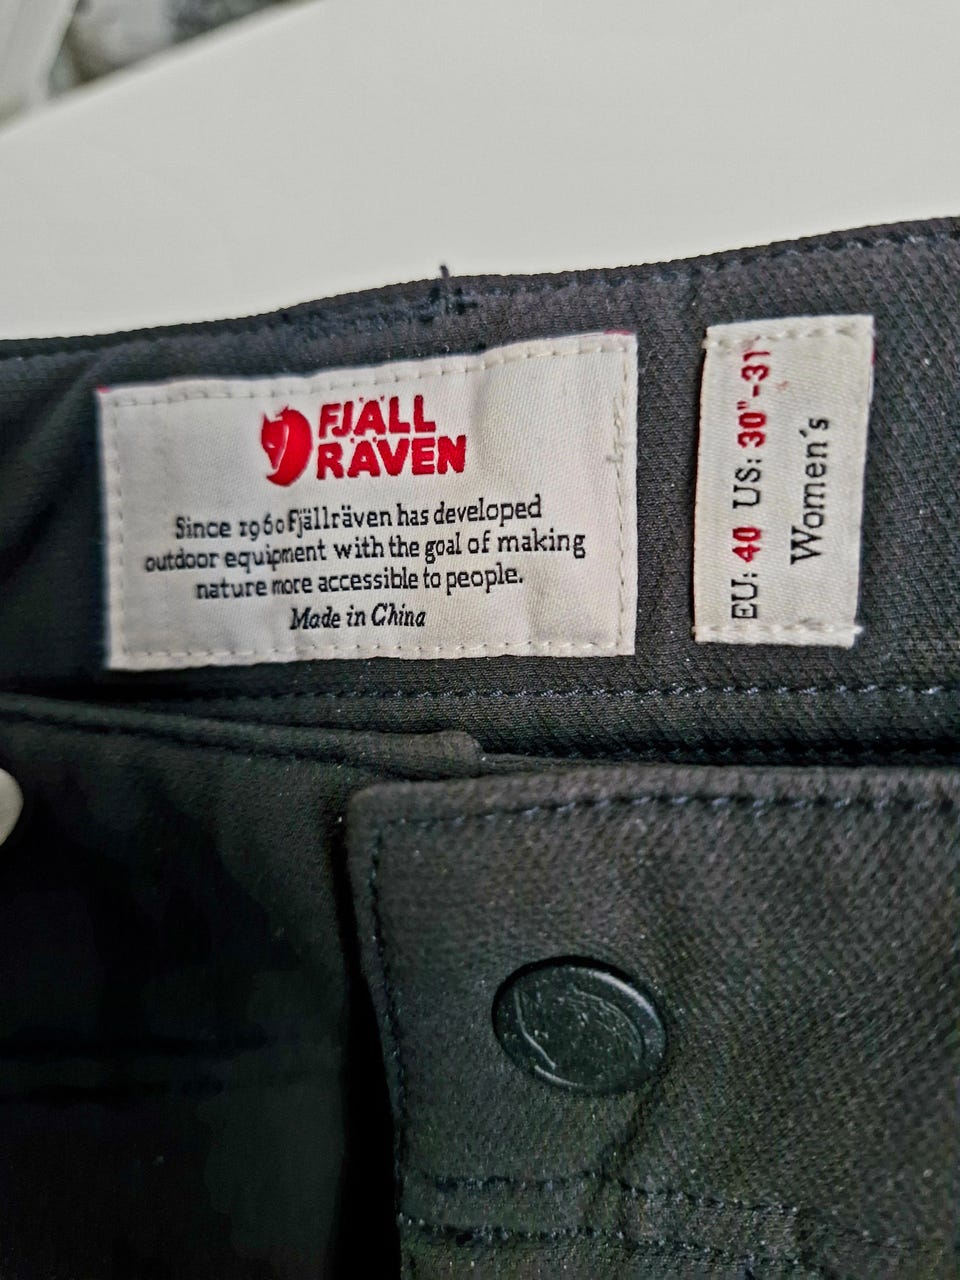 FJÄLL
RÄVEN
Since 1960 Fjällräven has developed
outdoor equipment with the goal of making
nature more accessible to people.
Made in China
EU: 40 US: 30"-31"
Women´s